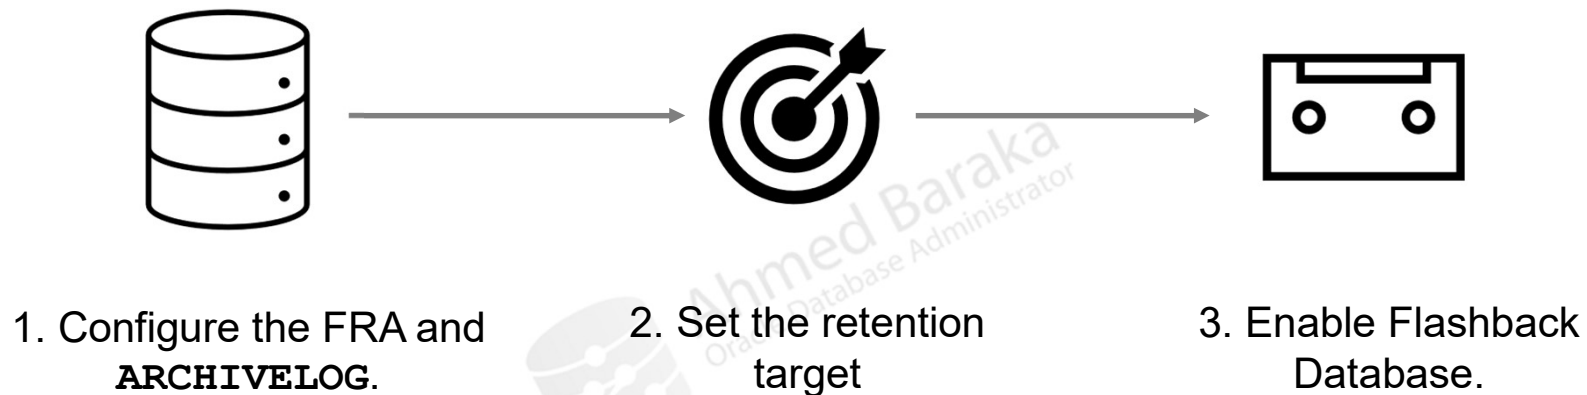 1. Configure the FRA and
ARCHIVELOG.
2. Set the retention
target
3. Enable Flashback
Database.
Ahmed Baraka
Oracle Database Administrator